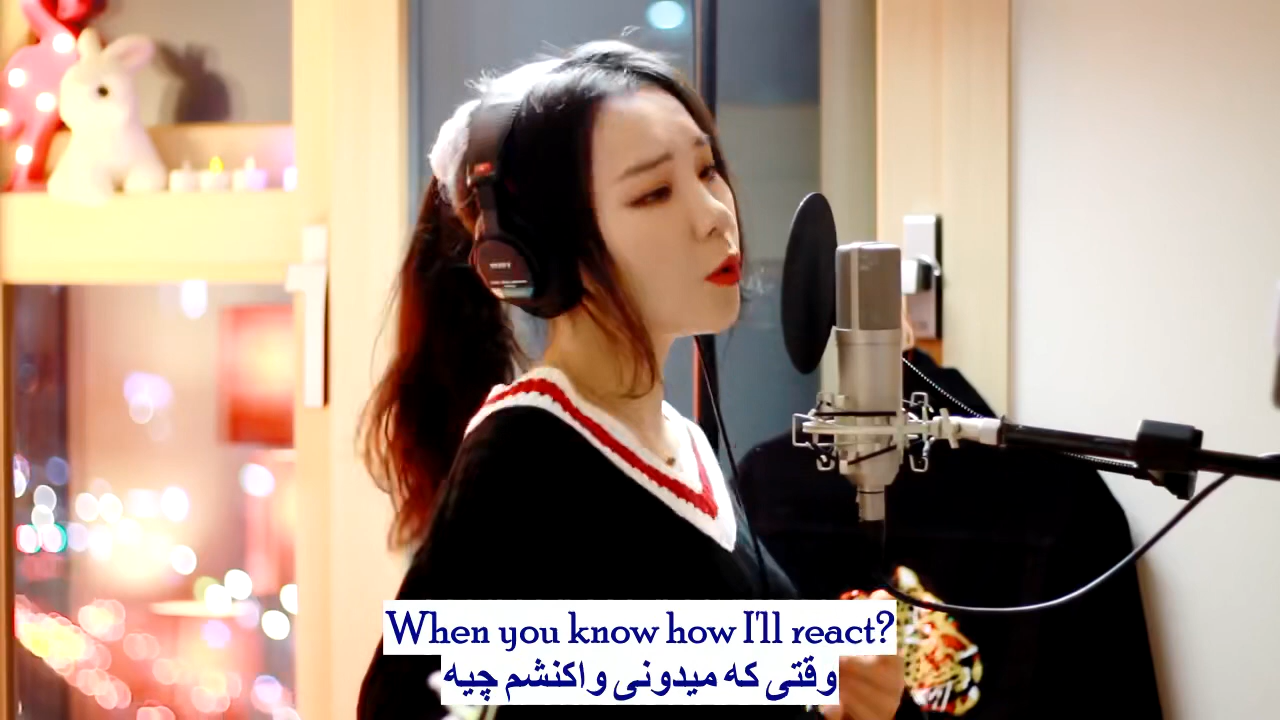 When you know how I'll react?
وقتی که میدونی واکنشم چیه